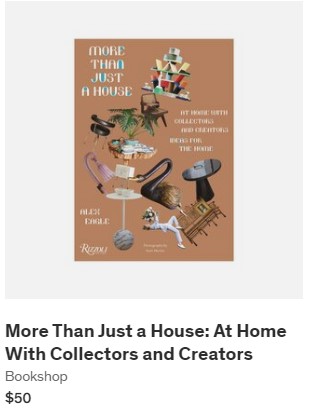 MORE
THAN
JUST
A HOUSE
AT HOME WITH
COLLECTORS
AND CREATORS
IDEAS FOR
THE HOME
ALEX
EAGLE
RIZZOLI
More Than Just a House: At Home
With Collectors and Creators
Bookshop
$50